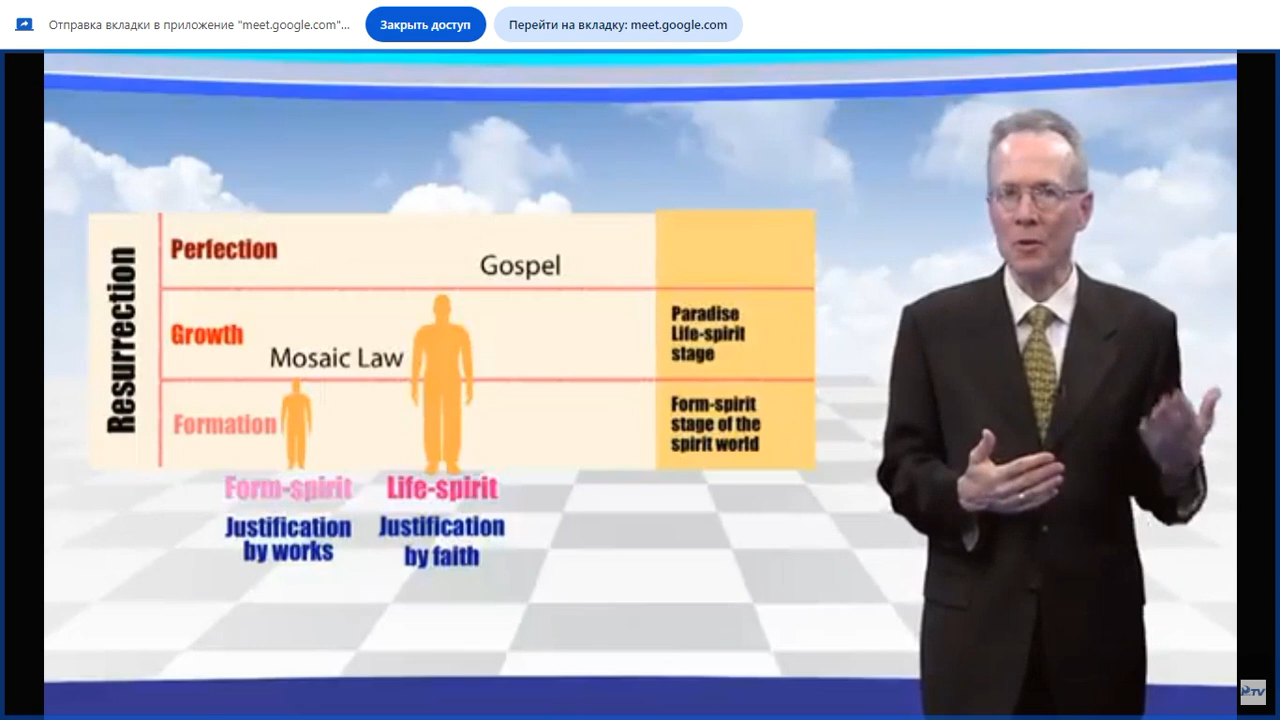 Отправка вкладки в приложение "meet.google.com"...
Закрыть доступ
Перейти на вкладку: meet.google.com
Resurrection
Perfection
Gospel
Growth
Mosaic Law
Paradise
Life-spirit
stage
Formation
Form-spirit
stage of the
spirit world
Form-spirit
Life-spirit
Justification
by works
Justification
by faith